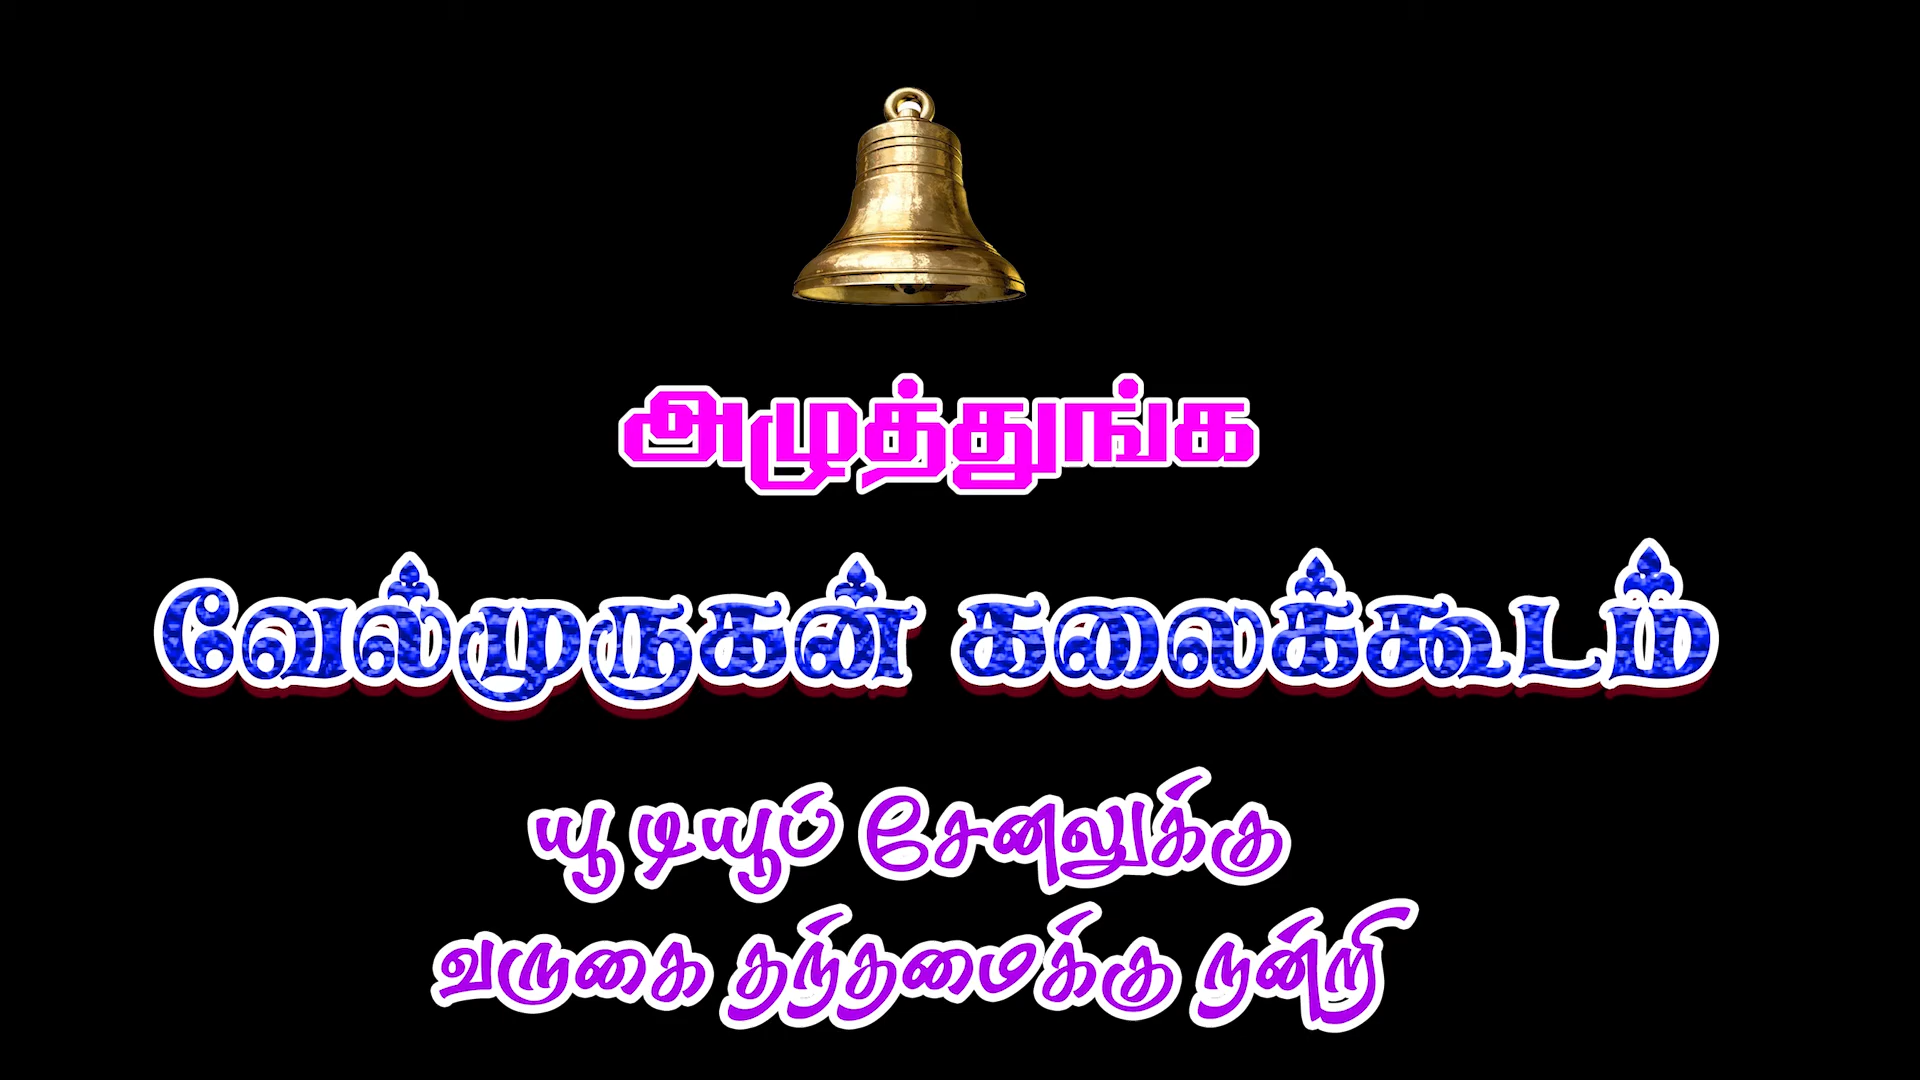 அழுத்துங்க
வேல்முருகன் கலைக்கூடம்
யூ டியூப் சேனலுக்கு
வருகை தந்தமைக்கு நன்றி